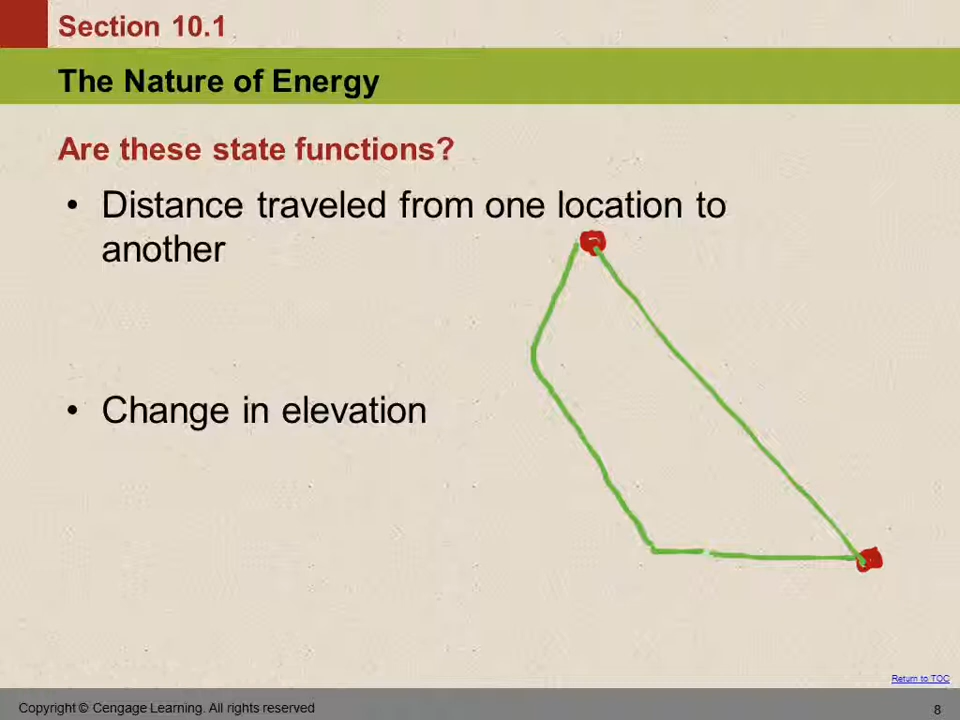 Section 10.1
The Nature of Energy
Are these state functions?
• Distance traveled from one location to
another
• Change in elevation
Return to TOC
Copyright © Cengage Learning. All rights reserved
8